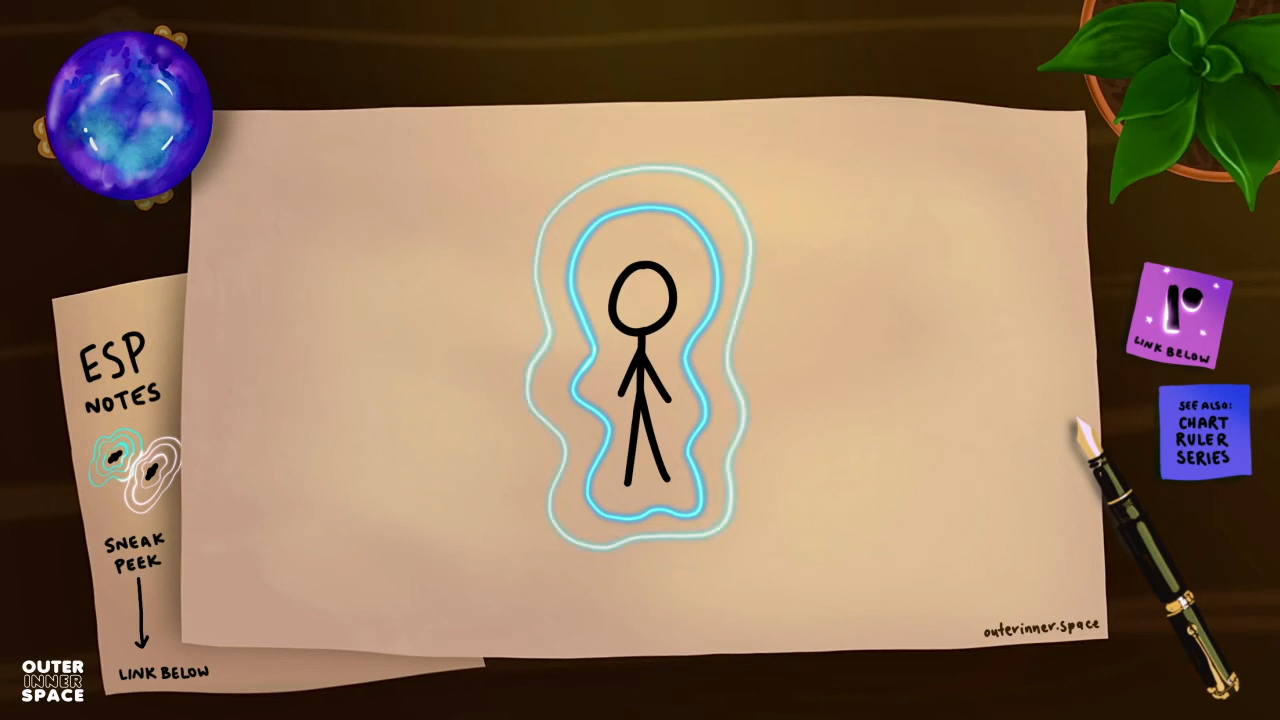 ESP
NOTES
SNEAK
PEEK
LINK BELOW
OUTER
INNER
SPACE
outerinner.space
LINK BELOW
SEE ALSO:
CHART
RULER
SERIES